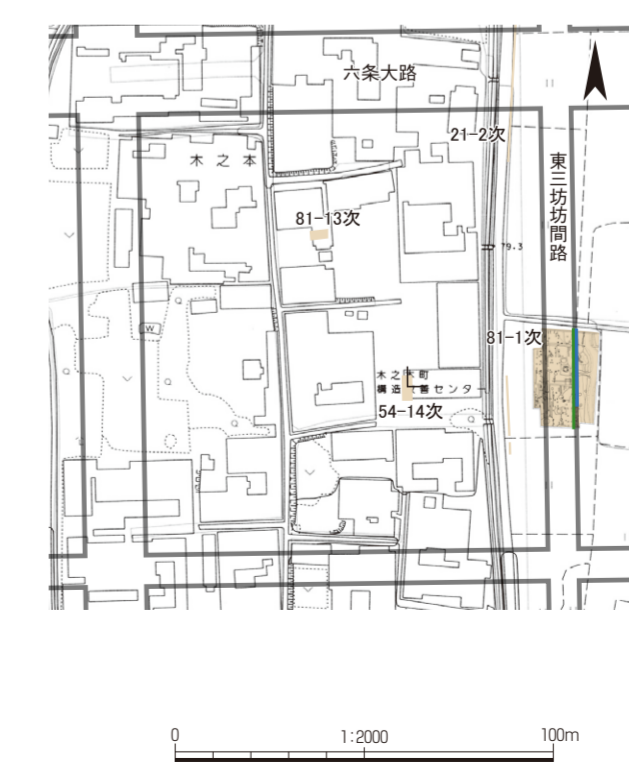 六条大路
21-2次
木之本
東三坊坊間路
81-13次
79.3
81-1次
W
木之本町
構造改善センター
54-14次
0
1:2000
100m